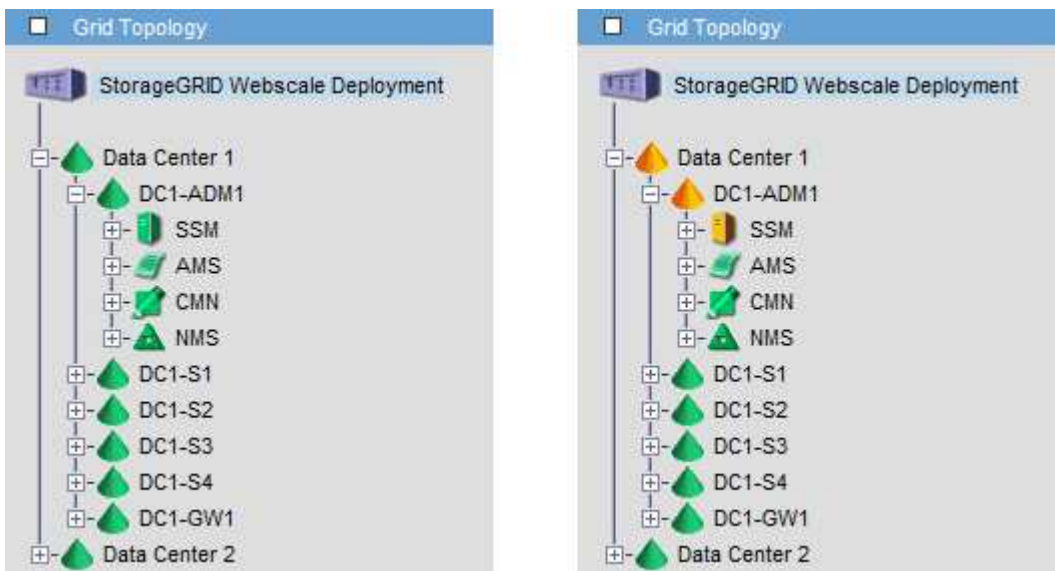 Grid Topology
StorageGRID Webscale Deployment
Data Center 1
DC1-ADM1
SSM
AMS
CMN
NMS
DC1-S1
DC1-S2
DC1-S3
DC1-S4
DC1-GW1
Data Center 2
Grid Topology
StorageGRID Webscale Deployment
Data Center 1
DC1-ADM1
SSM
AMS
CMN
NMS
DC1-S1
DC1-S2
DC1-S3
DC1-S4
DC1-GW1
Data Center 2